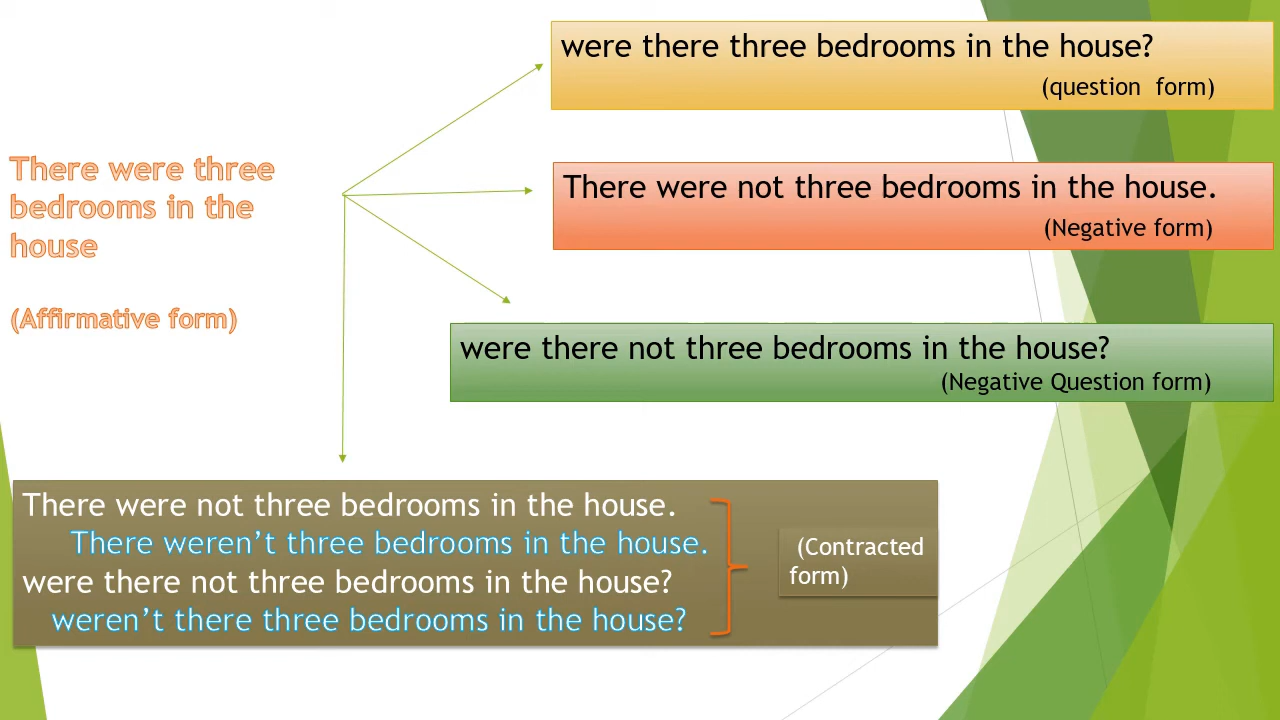 There were three
bedrooms in the
house
(Affirmative form)
were there three bedrooms in the house?
(question form)
There were not three bedrooms in the house.
(Negative form)
were there not three bedrooms in the house?
(Negative Question form)
There were not three bedrooms in the house.
There weren't three bedrooms in the house.
were there not three bedrooms in the house?
weren't there three bedrooms in the house?
(Contracted
form)